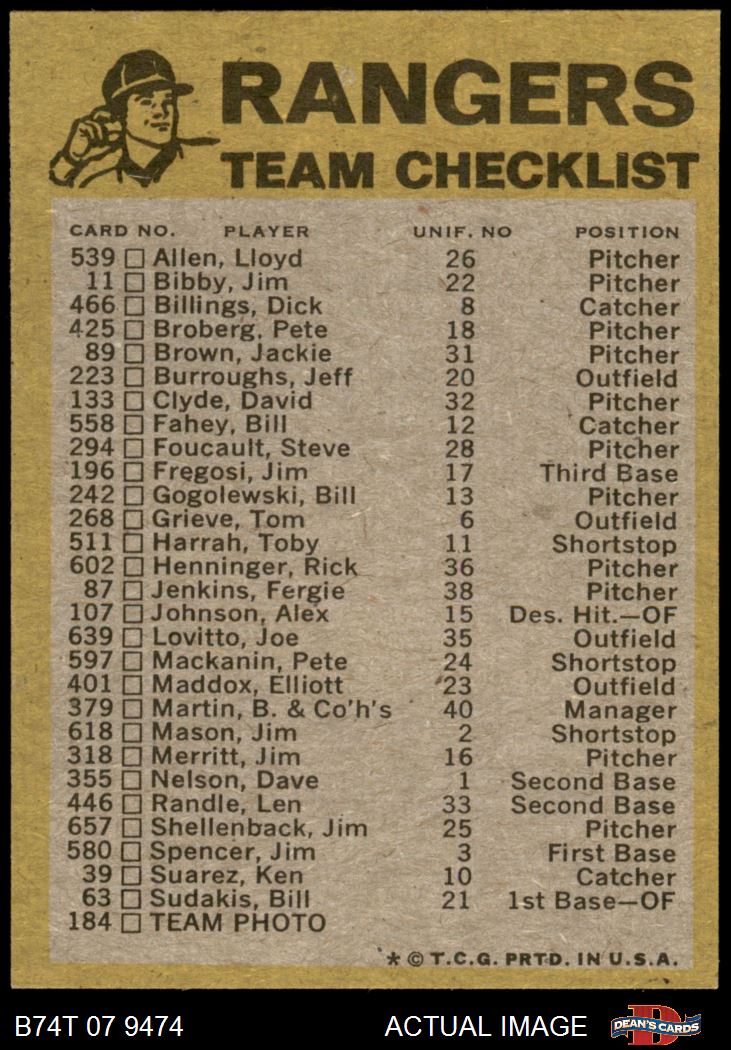 RANGERS
TEAM CHECKLIST
CARD NO. PLAYER UNIF. NO POSITION
539 Allen, Lloyd 26 Pitcher
11 Bibby, Jim 22 Pitcher
466 Billings, Dick 8 Catcher
425 Broberg, Pete 18 Pitcher
89 Brown, Jackie 31 Pitcher
223 Burroughs, Jeff 20 Outfield
133 Clyde, David 32 Pitcher
558 Fahey, Bill 12 Catcher
294 Foucault, Steve 28 Pitcher
196 Fregosi, Jim 17 Third Base
242 Gogolewski, Bill 13 Pitcher
268 Grieve, Tom 6 Outfield
511 Harrah, Toby 11 Shortstop
602 Henninger, Rick 36 Pitcher
87 Jenkins, Fergie 38 Pitcher
107 Johnson, Alex 15 Des. Hit.—OF
639 Lovitto, Joe 35 Outfield
597 Mackanin, Pete 24 Shortstop
401 Maddox, Elliott 23 Outfield
379 Martin, B. & Co'h's 40 Manager
618 Mason, Jim 2 Shortstop
318 Merritt, Jim 16 Pitcher
355 Nelson, Dave 1 Second Base
446 Randle, Len 33 Second Base
657 Shellenback, Jim 25 Pitcher
580 Spencer, Jim 3 First Base
39 Suarez, Ken 10 Catcher
63 Sudakis, Bill 21 1st Base—OF
184 TEAM PHOTO
* © T.C.G. PRTD. IN U.S.A.
B74T 07 9474 ACTUAL IMAGE DEAN'S CARDS